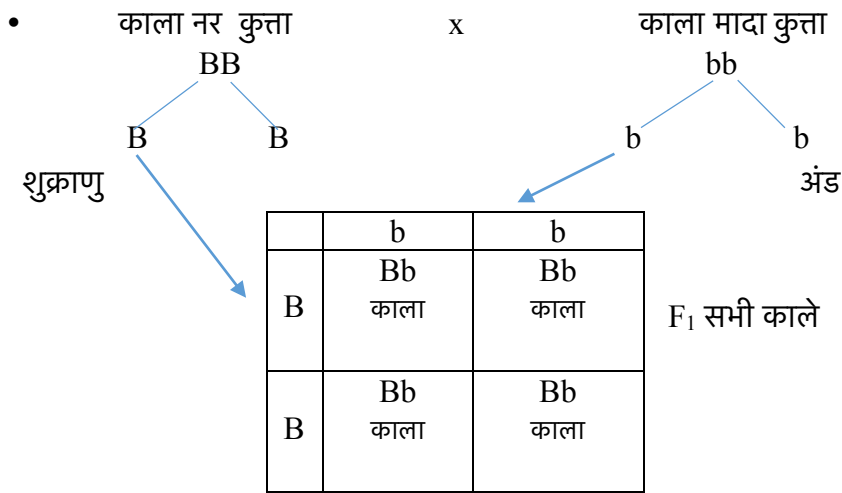 • काला नर कुत्ता x काला मादा कुत्ता
BB bb
B B b b
शुक्राणु अंड
b b
Bb Bb
B काला काला F₁ सभी काले
Bb Bb
B काला काला